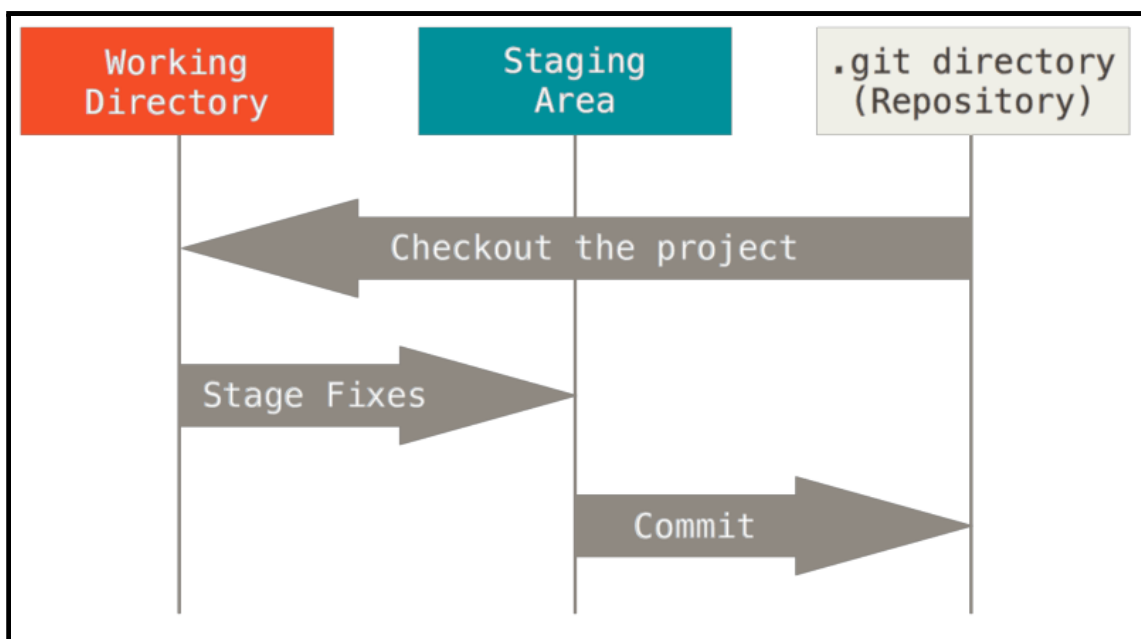 Working
Directory
Staging
Area
.git directory
(Repository)
Checkout the project
Stage Fixes
Commit